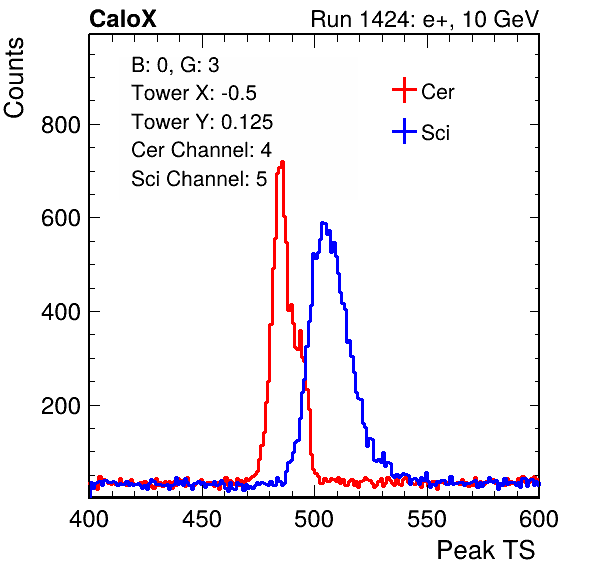 CaloX Run 1424: e+, 10 GeV
B: 0, G: 3
Tower X: -0.5
Tower Y: 0.125
Cer Channel: 4
Sci Channel: 5
Cer
Sci
Counts
800
600
400
200
400 450 500 550 600
Peak TS